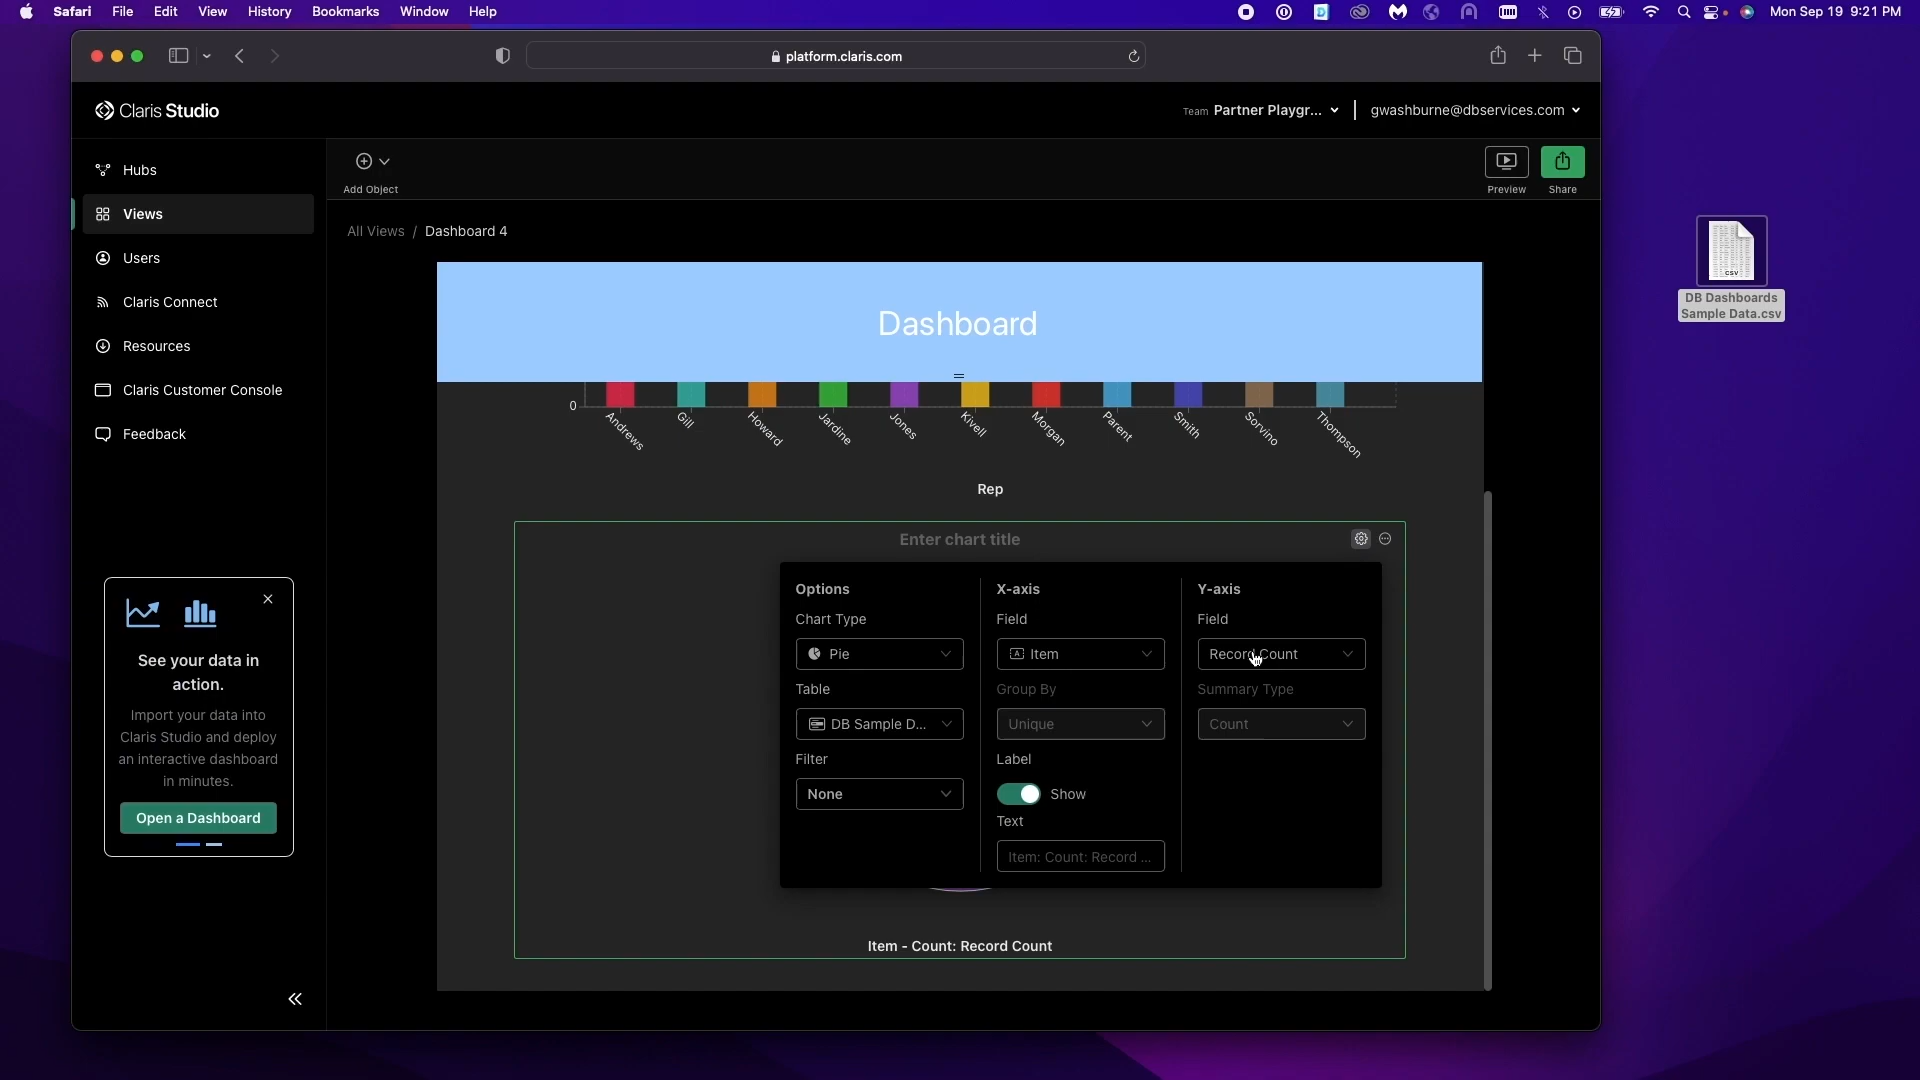 Safari File Edit View History Bookmarks Window Help
Mon Sep 19 9:21 PM
platform.claris.com
Claris Studio
Team Partner Playgr...
gwashburne@dbservices.com
Hubs
Views
Users
Claris Connect
Resources
Claris Customer Console
Feedback
See your data in
action.
Import your data into
Claris Studio and deploy
an interactive dashboard
in minutes.
Open a Dashboard
Add Object
Preview
Share
All Views / Dashboard 4
Dashboard
0
Andrews
Gill
Howard
Jardine
Jones
Kivell
Morgan
Parent
Smith
Sorvino
Thompson
Rep
Enter chart title
Options
Chart Type
Pie
Table
DB Sample D...
Filter
None
X-axis
Field
Item
Group By
Unique
Label
Show
Text
Item: Count: Record ...
Y-axis
Field
Record Count
Summary Type
Count
Item - Count: Record Count
CSV
DB Dashboards
Sample Data.csv